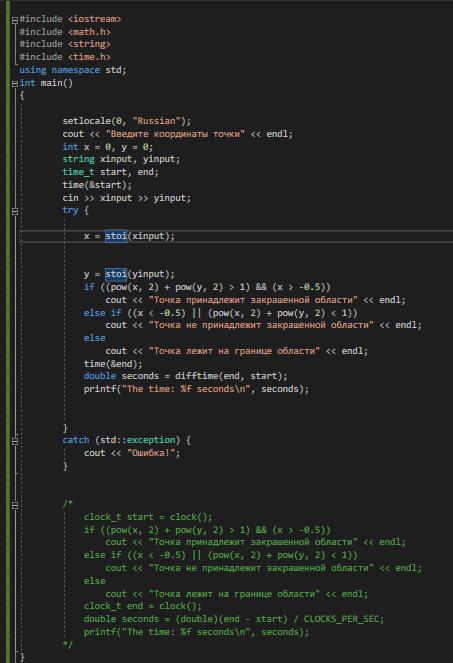 #include <iostream>
#include <math.h>
#include <string>
#include <time.h>
using namespace std;
int main()
{
setlocale(0, "Russian");
cout << "Введите координаты точки" << endl;
int x = 0, y = 0;
string xinput, yinput;
time_t start, end;
time(&start);
cin >> xinput >> yinput;
try {
x = stoi(xinput);
y = stoi(yinput);
if ((pow(x, 2) + pow(y, 2) > 1) && (x > -0.5))
cout << "Точка принадлежит закрашенной области" << endl;
else if ((x < -0.5) || (pow(x, 2) + pow(y, 2) < 1))
cout << "Точка не принадлежит закрашенной области" << endl;
else
cout << "Точка лежит на границе области" << endl;
time(&end);
double seconds = difftime(end, start);
printf("The time: %f seconds\n", seconds);
}
catch (std::exception) {
cout << "Ошибка!";
}
/*
clock_t start = clock();
if ((pow(x, 2) + pow(y, 2) > 1) && (x > -0.5))
cout << "Точка принадлежит закрашенной области" << endl;
else if ((x < -0.5) || (pow(x, 2) + pow(y, 2) < 1))
cout << "Точка не принадлежит закрашенной области" << endl;
else
cout << "Точка лежит на границе области" << endl;
clock_t end = clock();
double seconds = (double)(end - start) / CLOCKS_PER_SEC;
printf("The time: %f seconds\n", seconds);
*/
}